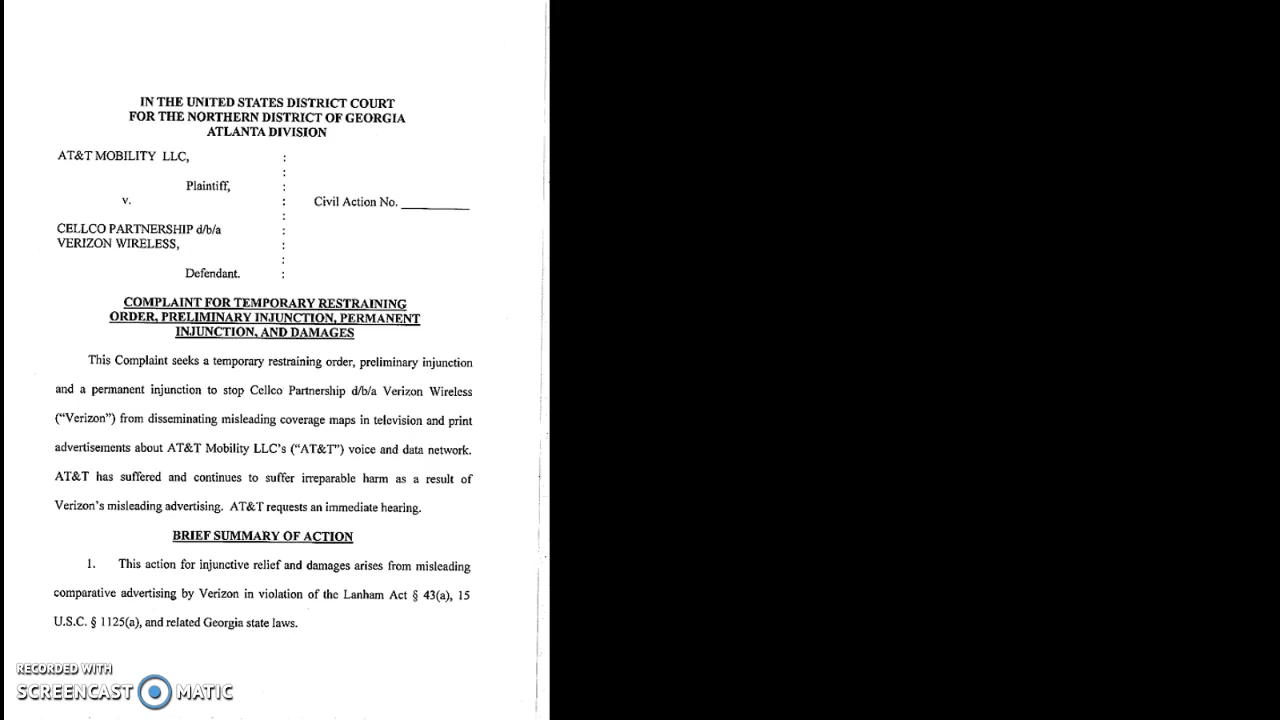 IN THE UNITED STATES DISTRICT COURT
FOR THE NORTHERN DISTRICT OF GEORGIA
ATLANTA DIVISION
AT&T MOBILITY LLC, :
:
Plaintiff, :
v. : Civil Action No. ________
:
CELLCO PARTNERSHIP d/b/a :
VERIZON WIRELESS, :
:
Defendant. :
COMPLAINT FOR TEMPORARY RESTRAINING
ORDER, PRELIMINARY INJUNCTION, PERMANENT
INJUNCTION, AND DAMAGES
This Complaint seeks a temporary restraining order, preliminary injunction
and a permanent injunction to stop Cellco Partnership d/b/a Verizon Wireless
(“Verizon”) from disseminating misleading coverage maps in television and print
advertisements about AT&T Mobility LLC’s (“AT&T”) voice and data network.
AT&T has suffered and continues to suffer irreparable harm as a result of
Verizon’s misleading advertising. AT&T requests an immediate hearing.
BRIEF SUMMARY OF ACTION
1. This action for injunctive relief and damages arises from misleading
comparative advertising by Verizon in violation of the Lanham Act § 43(a), 15
U.S.C. § 1125(a), and related Georgia state laws.
RECORDED WITH
SCREENCAST MATIC